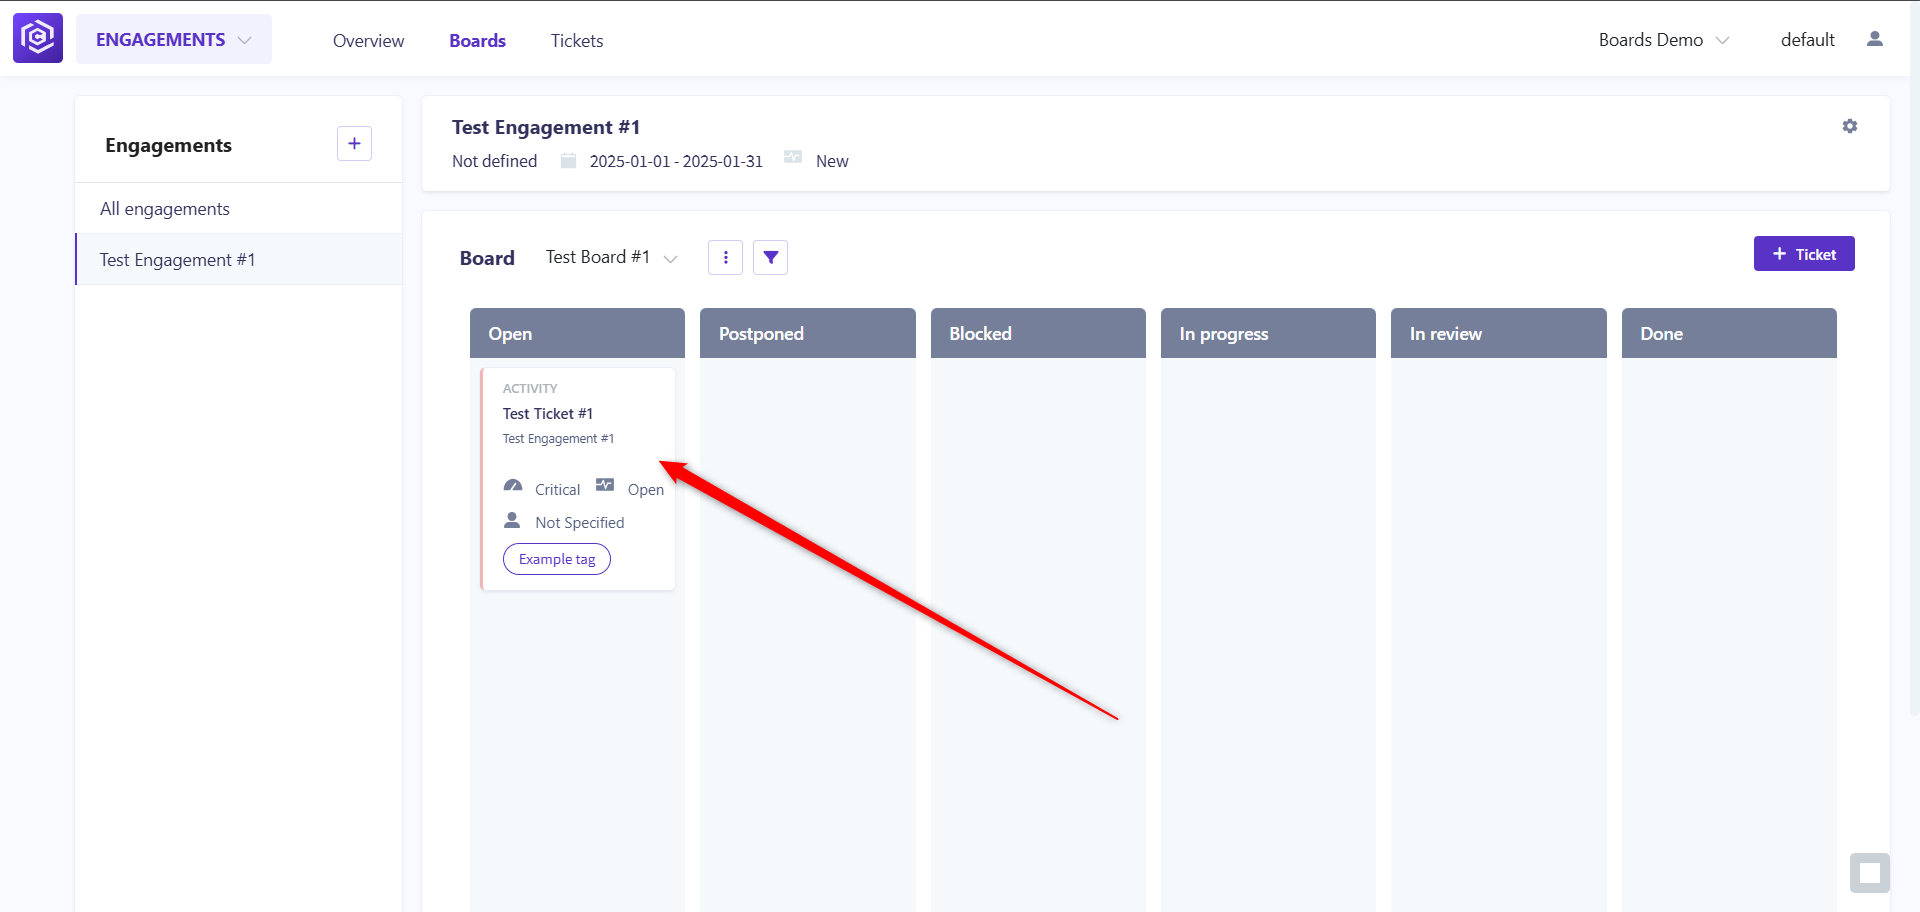 ENGAGEMENTS Overview Boards Tickets Boards Demo default
Engagements +
All engagements
Test Engagement #1
Test Engagement #1
Not defined 2025-01-01 - 2025-01-31 New
Board Test Board #1 + Ticket
Open Postponed Blocked In progress In review Done
ACTIVITY
Test Ticket #1
Test Engagement #1
Critical Open
Not Specified
Example tag